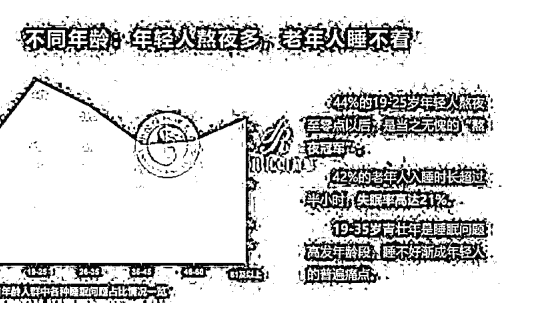 不同年龄：年轻人熬夜多，老年人睡不着
44%的19-25岁年轻人熬夜
至零点以后，是当之无愧的“熬
夜冠军”。
42%的老年人入睡时长超过
半小时，失眠率高达21%。
19-35岁青壮年是睡眠问题
高发年龄段，睡不好渐成年轻人
的普遍痛点。
19-25 26-35 36-45 46-60 61及以上
年龄人群中各种睡眠问题占比情况一览